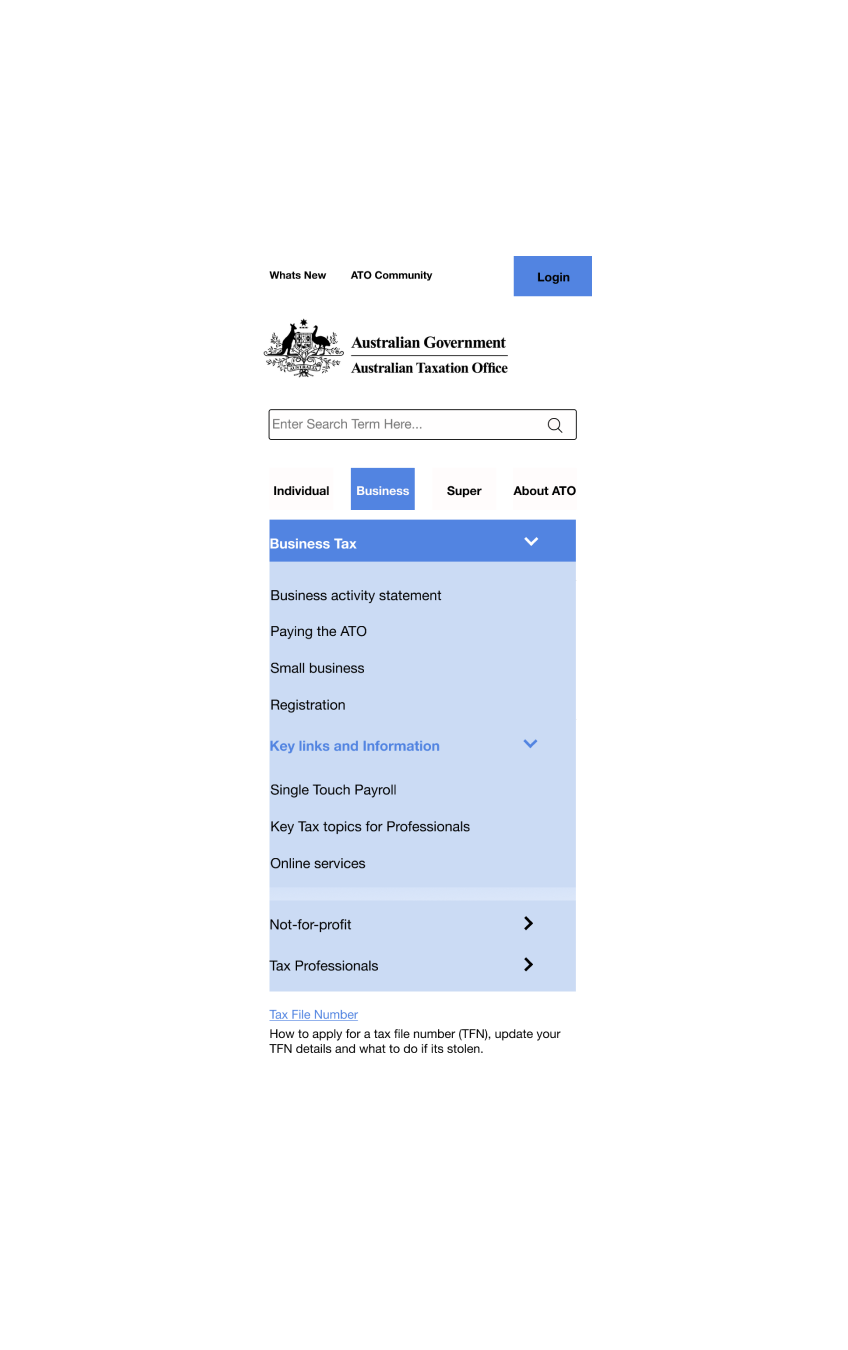 Whats New ATO Community Login
Australian Government
Australian Taxation Office
Enter Search Term Here...
Individual Business Super About ATO
Business Tax
Business activity statement
Paying the ATO
Small business
Registration
Key links and Information
Single Touch Payroll
Key Tax topics for Professionals
Online services
Not-for-profit
Tax Professionals
Tax File Number
How to apply for a tax file number (TFN), update your
TFN details and what to do if its stolen.